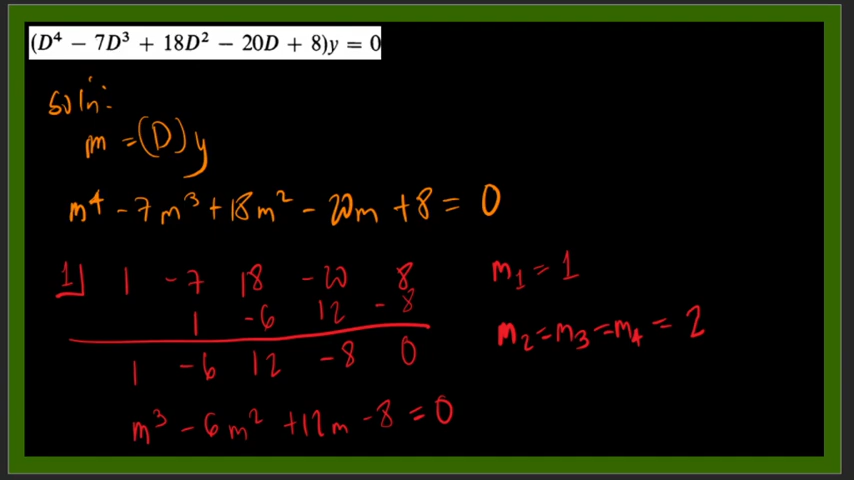 (D⁴ − 7D³ + 18D² − 20D + 8)y = 0
soln:
m = (D) y
m⁴ - 7m³ + 18m² - 20m + 8 = 0
1| 1 -7 18 -20 8
1 -6 12 -8
1 -6 12 -8 0
m³ - 6m² + 12m - 8 = 0
m₁ = 1
m₂ = m₃ = m₄ = 2